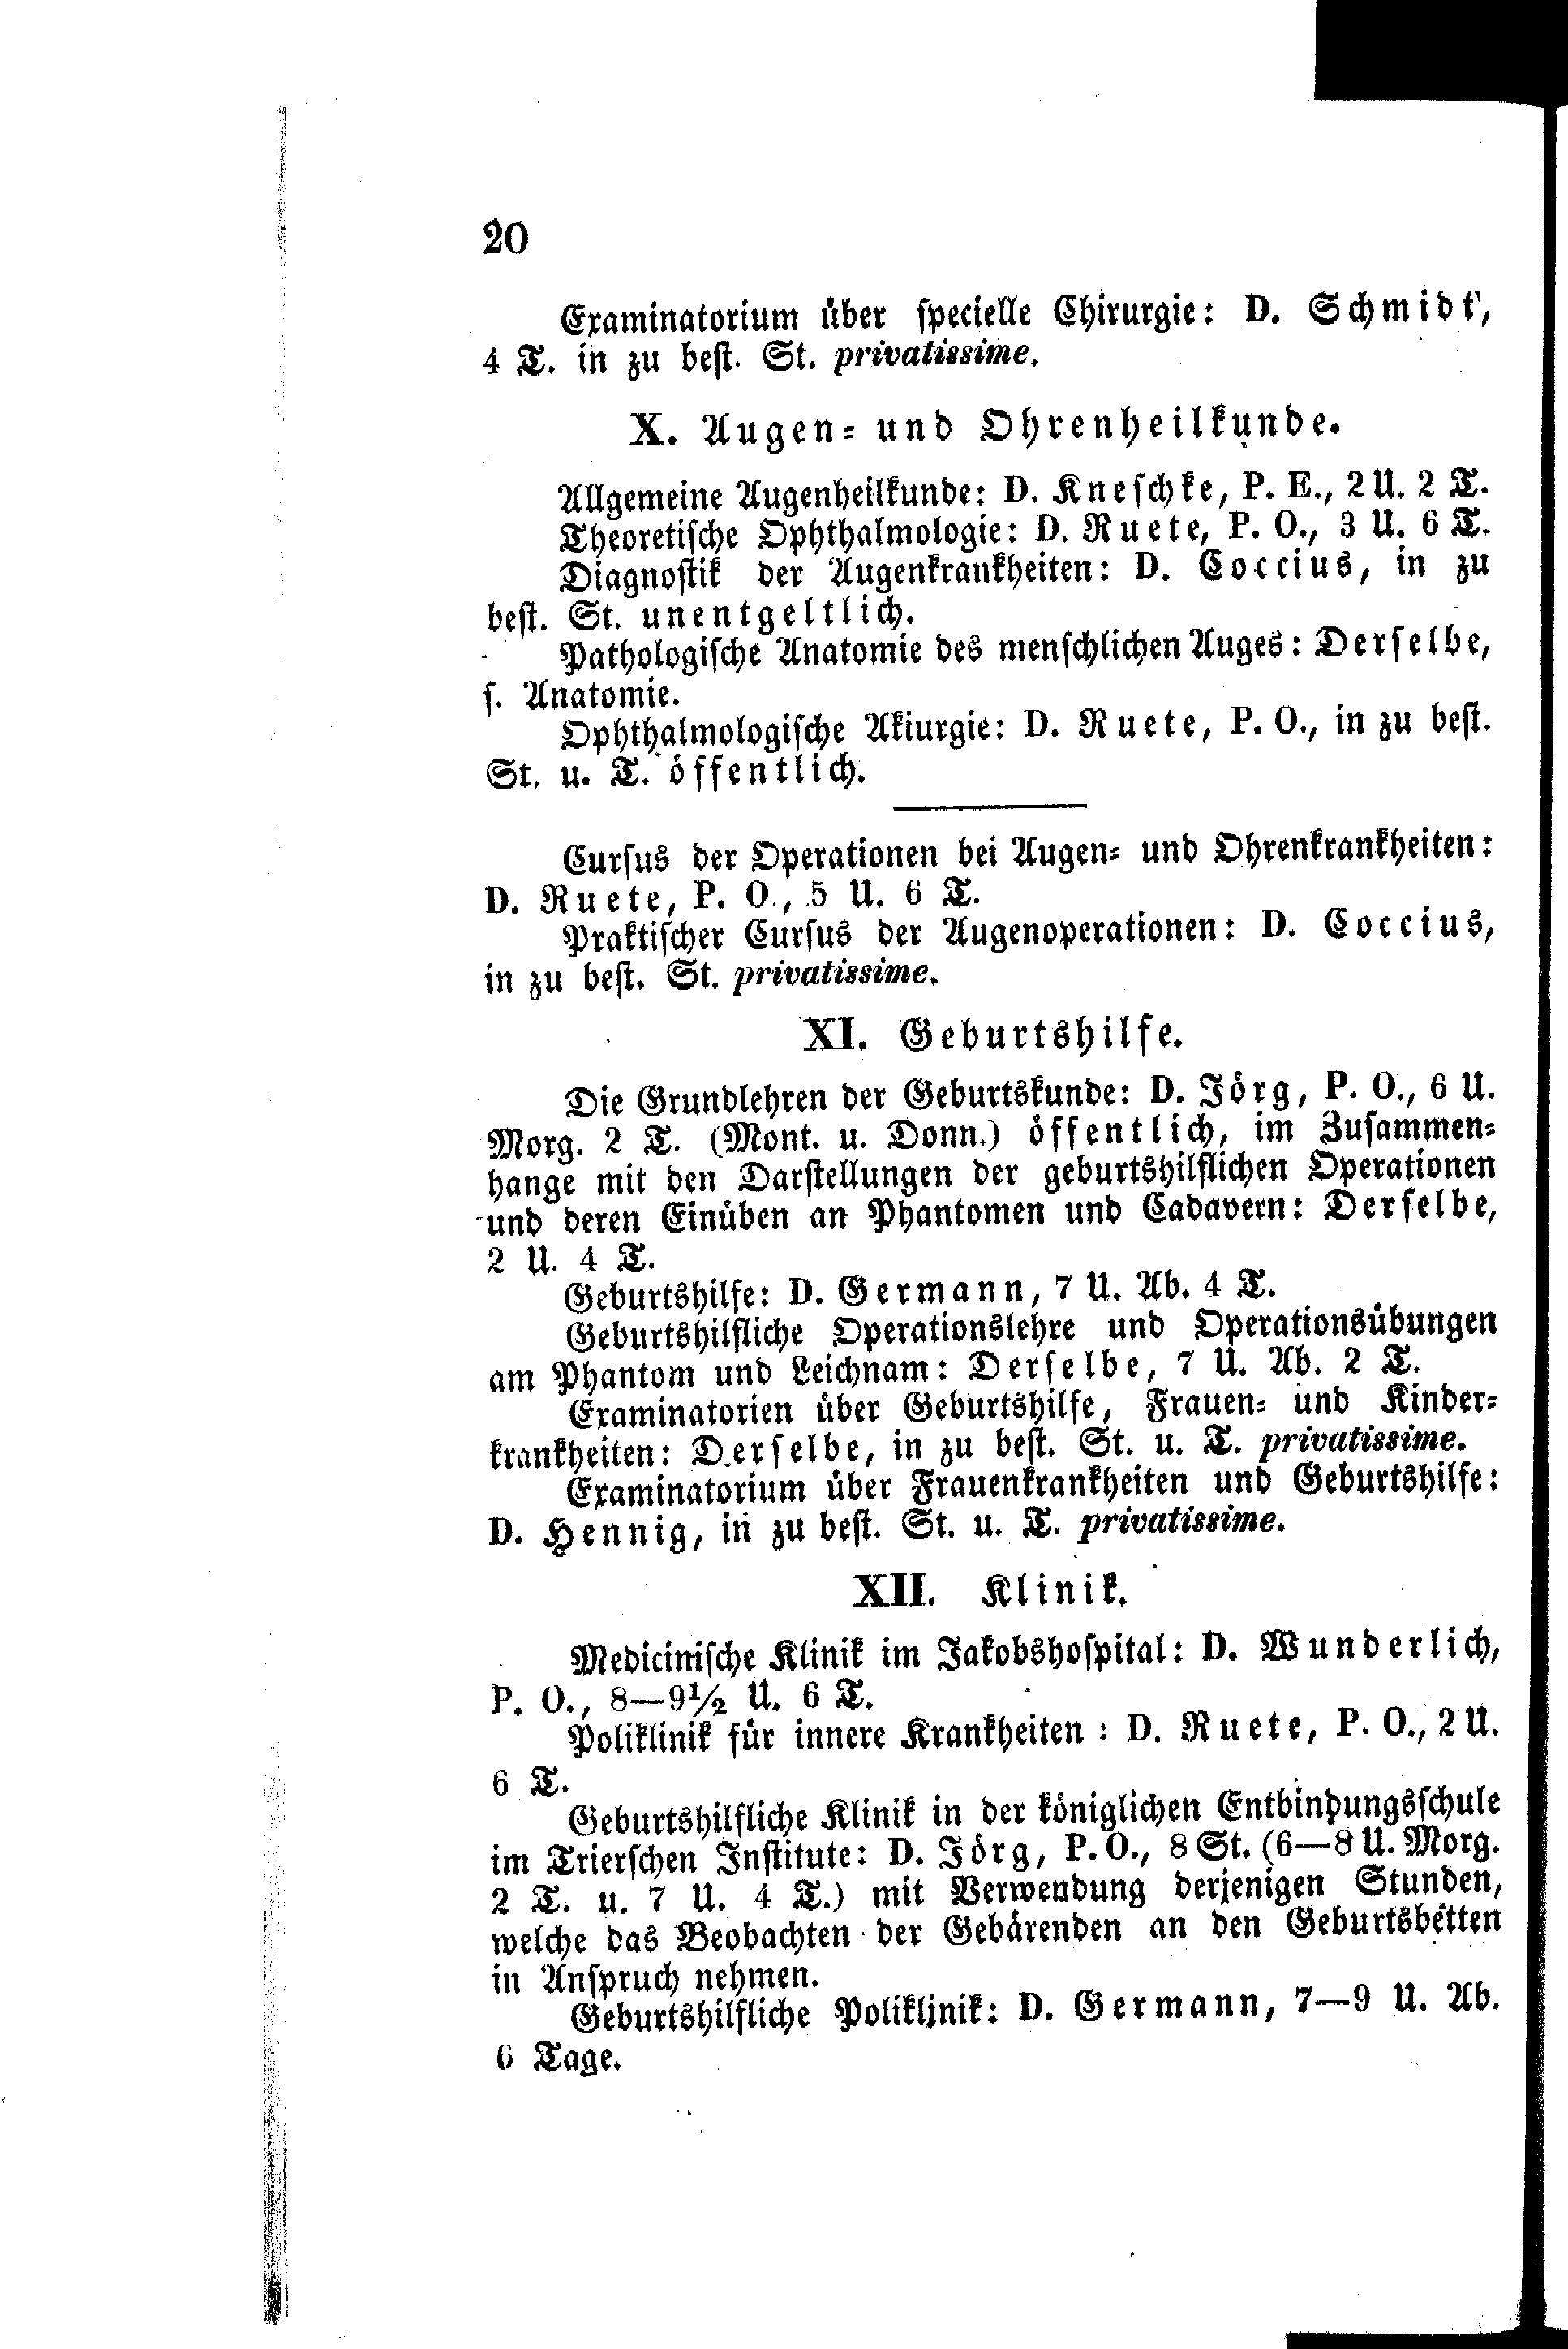 20
Examinatorium über specielle Chirurgie: D. Schmidt,
4 T. in zu best. St. privatissime.
X. Augen- und Ohrenheilkunde.
Allgemeine Augenheilkunde: D. Kneschke, P. E., 2 U. 2 T.
Theoretische Ophthalmologie: D. Ruete, P. O., 3 U. 6 T.
Diagnostik der Augenkrankheiten: D. Coccius, in zu
best. St. unentgeltlich.
Pathologische Anatomie des menschlichen Auges: Derselbe,
s. Anatomie.
Ophthalmologische Akiurgie: D. Ruete, P. O., in zu best.
St. u. T. öffentlich.
Cursus der Operationen bei Augen- und Ohrenkrankheiten:
D. Ruete, P. O., 5 U. 6 T.
Praktischer Cursus der Augenoperationen: D. Coccius,
in zu best. St. privatissime.
XI. Geburtshilfe.
Die Grundlehren der Geburtskunde: D. Jörg, P. O., 6 U.
Morg. 2 T. (Mont. u. Donn.) öffentlich, im Zusammen-
hange mit den Darstellungen der geburtshilflichen Operationen
und deren Einüben an Phantomen und Cadavern: Derselbe,
2 U. 4 T.
Geburtshilfe: D. Germann, 7 U. Ab. 4 T.
Geburtshilfliche Operationslehre und Operationsübungen
am Phantom und Leichnam: Derselbe, 7 U. Ab. 2 T.
Examinatorien über Geburtshilfe, Frauen- und Kinder-
krankheiten: Derselbe, in zu best. St. u. T. privatissime.
Examinatorium über Frauenkrankheiten und Geburtshilfe:
D. Hennig, in zu best. St. u. T. privatissime.
XII. Klinik.
Medicinische Klinik im Jakobshospital: D. Wunderlich,
P. O., 8—9½ U. 6 T.
Poliklinik für innere Krankheiten: D. Ruete, P. O., 2 U.
6 T.
Geburtshilfliche Klinik in der königlichen Entbindungsschule
im Trierschen Institute: D. Jörg, P. O., 8 St. (6—8 U. Morg.
2 T. u. 7 U. 4 T.) mit Verwendung derjenigen Stunden,
welche das Beobachten der Gebärenden an den Geburtsbetten
in Anspruch nehmen.
Geburtshilfliche Poliklinik: D. Germann, 7—9 U. Ab.
6 Tage.